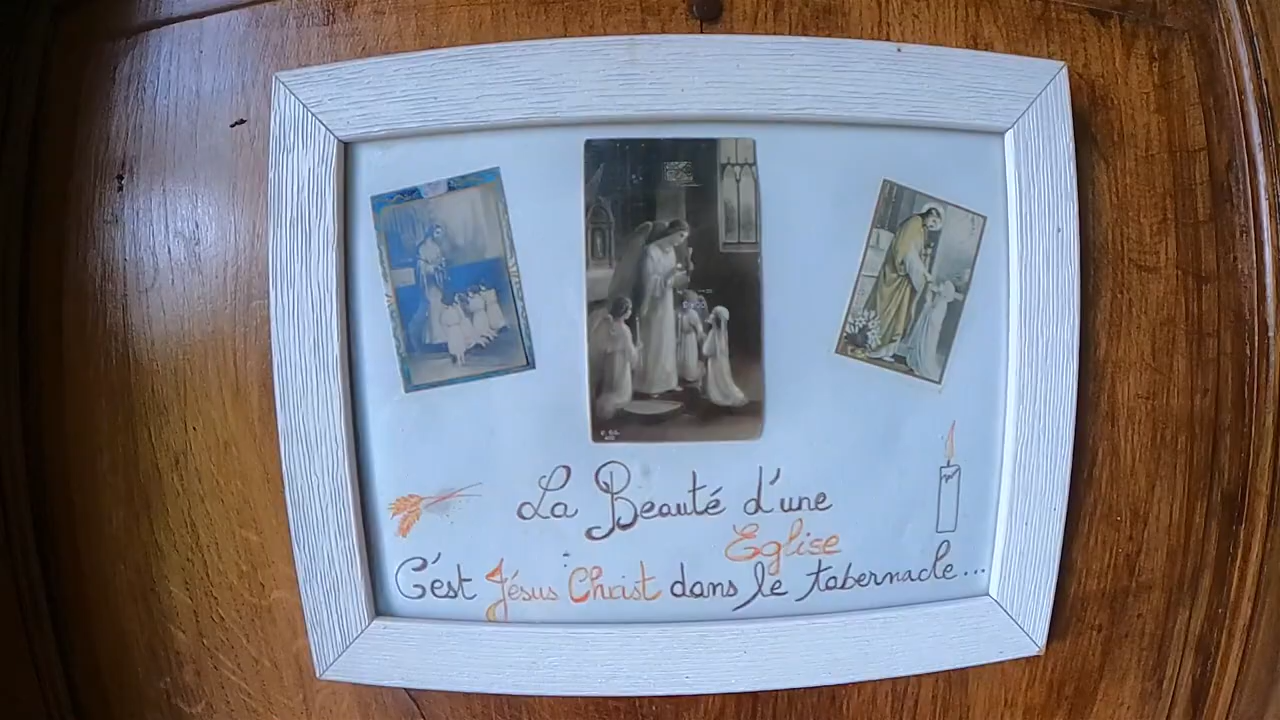 La Beauté d'une
Eglise
C'est Jésus Christ dans le tabernacle...